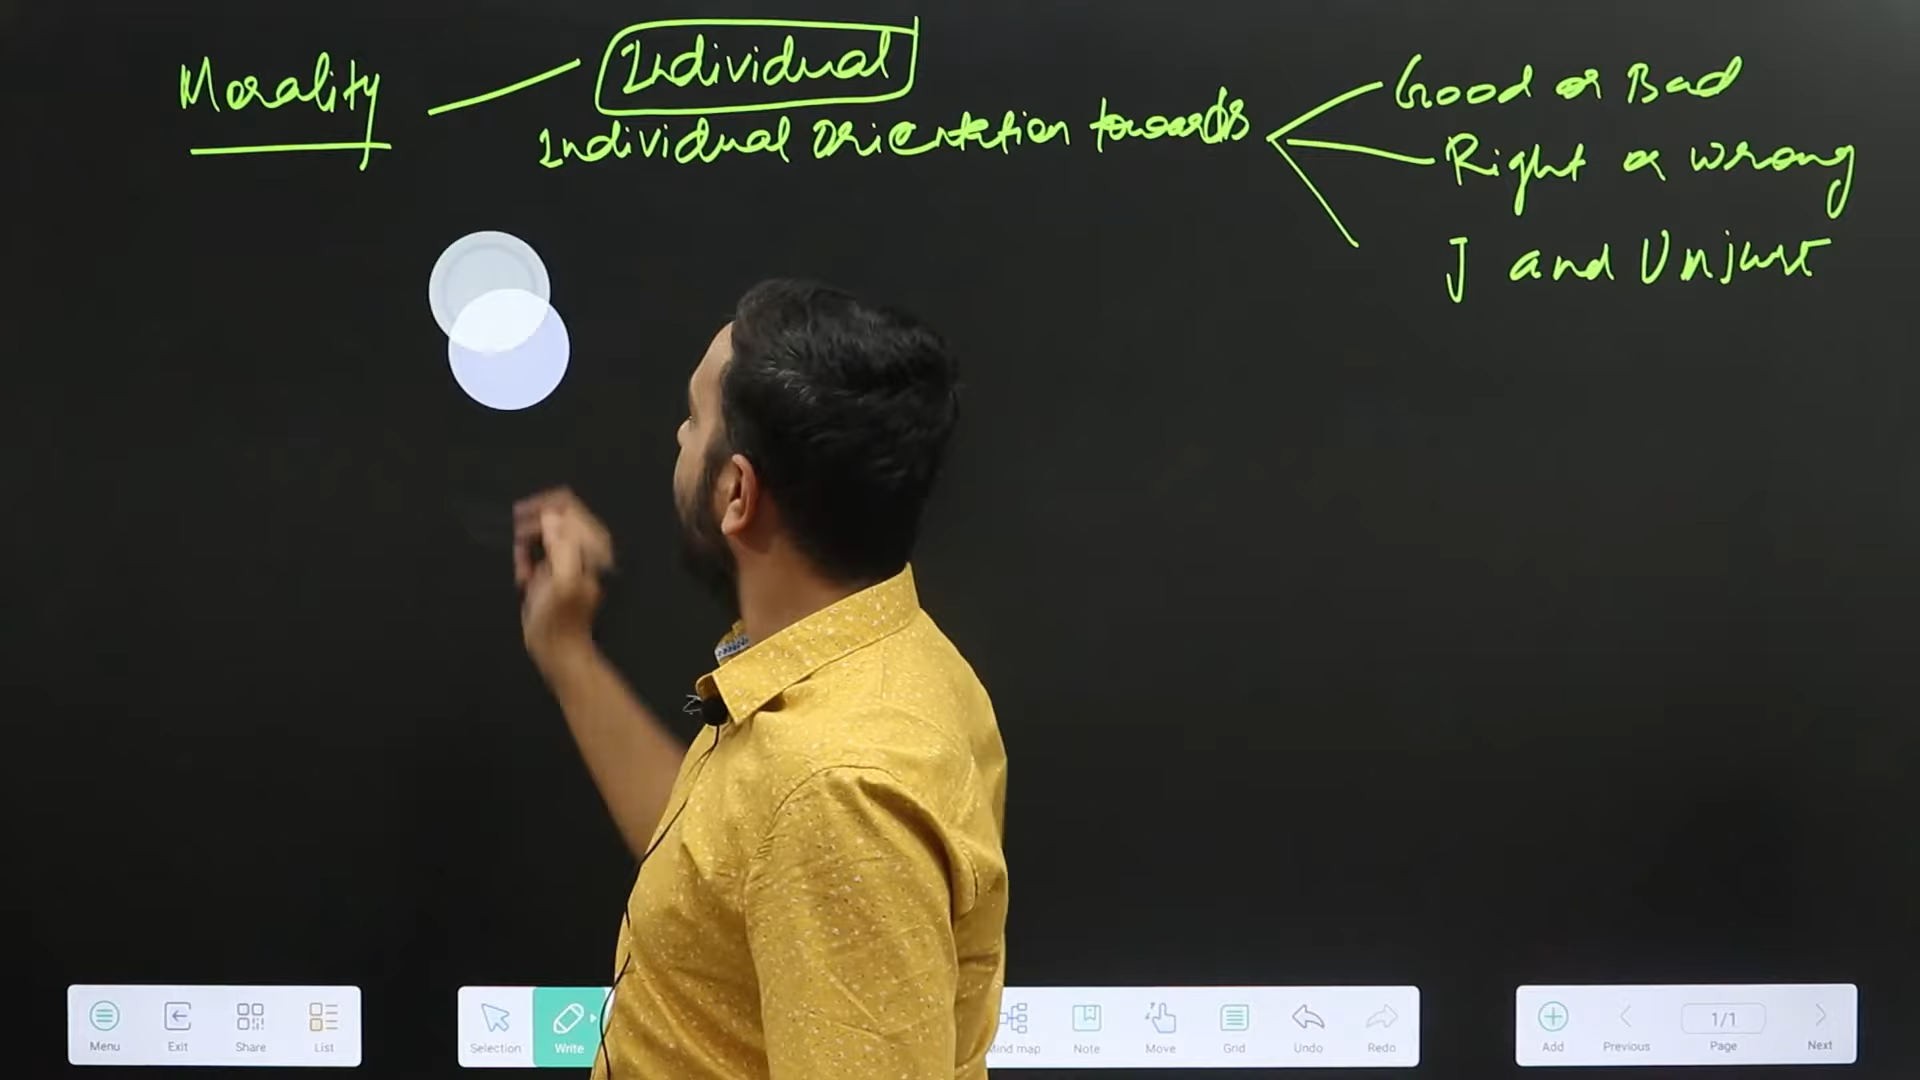 Morality
Individual
Individual Orientation towards
Good or Bad
Right or wrong
J and Unjust
Menu
Exit
Share
List
Selection
Write
Mind map
Note
Move
Grid
Undo
Redo
Add
Previous
1/1
Page
Next